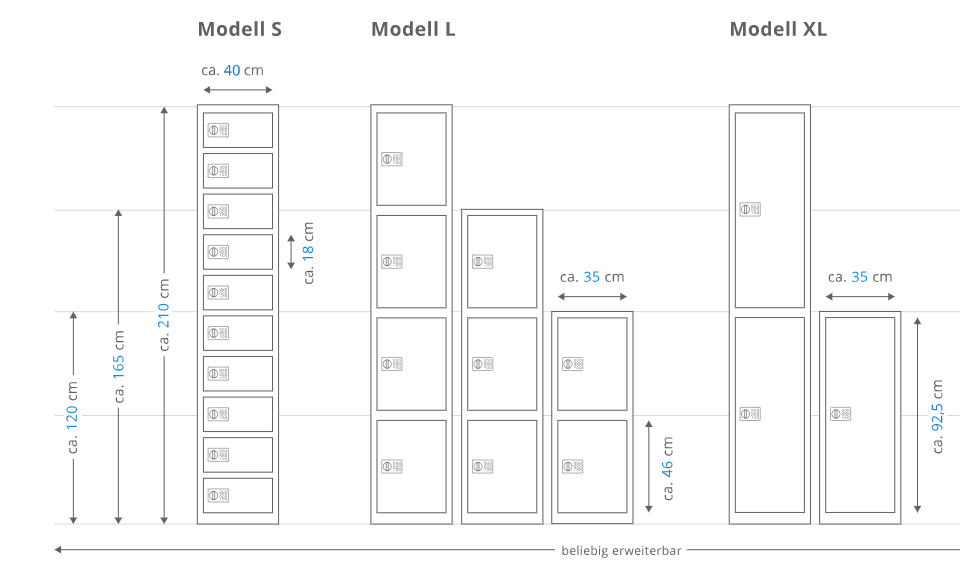 Modell S
Modell L
Modell XL
ca. 40 cm
ca. 18 cm
ca. 35 cm
ca. 35 cm
ca. 210 cm
ca. 165 cm
ca. 120 cm
ca. 46 cm
ca. 92,5 cm
beliebig erweiterbar